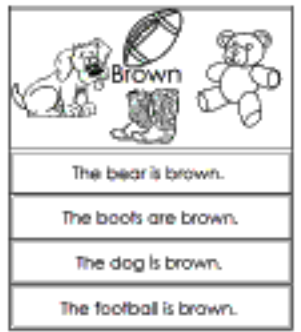 Brown
The bear is brown.
The boots are brown.
The dog is brown.
The football is brown.